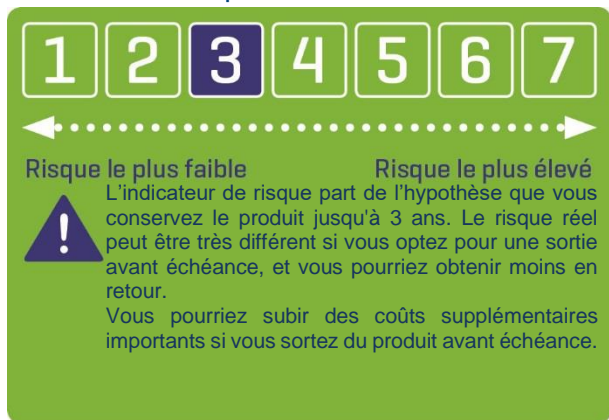 1 2 3 4 5 6 7
Risque le plus faible Risque le plus élevé
!
L'indicateur de risque part de l'hypothèse que vous
conservez le produit jusqu'à 3 ans. Le risque réel
peut être très différent si vous optez pour une sortie
avant échéance, et vous pourriez obtenir moins en
retour.
Vous pourriez subir des coûts supplémentaires
importants si vous sortez du produit avant échéance.